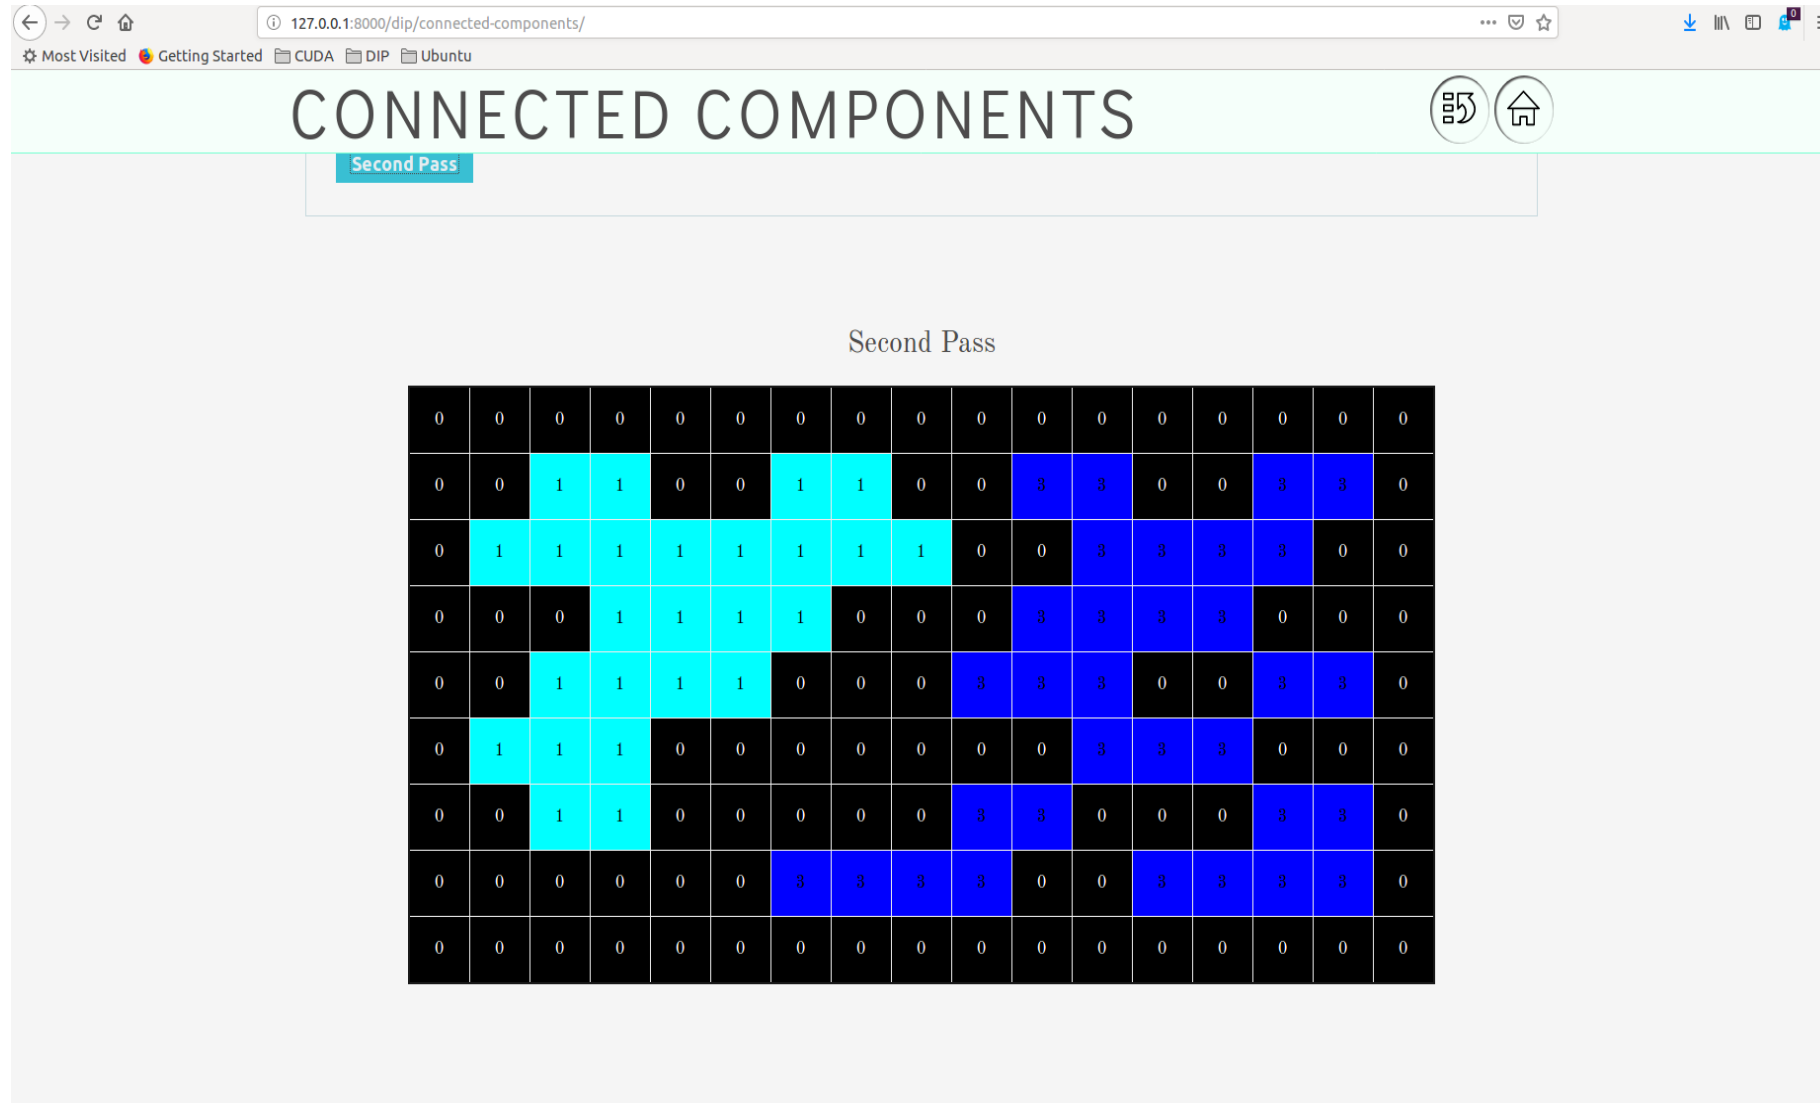 127.0.0.1:8000/dip/connected-components/
0
Most Visited Getting Started CUDA DIP Ubuntu
CONNECTED COMPONENTS
Second Pass
Second Pass
0 0 0 0 0 0 0 0 0 0 0 0 0 0 0 0 0
0 0 1 1 0 0 1 1 0 0 3 3 0 0 3 3 0
0 1 1 1 1 1 1 1 1 0 0 3 3 3 3 0 0
0 0 0 1 1 1 1 0 0 0 3 3 3 3 0 0 0
0 0 1 1 1 1 0 0 0 3 3 3 0 0 3 3 0
0 1 1 1 0 0 0 0 0 0 0 3 3 3 0 0 0
0 0 1 1 0 0 0 0 0 3 3 0 0 0 3 3 0
0 0 0 0 0 0 3 3 3 3 0 0 3 3 3 3 0
0 0 0 0 0 0 0 0 0 0 0 0 0 0 0 0 0